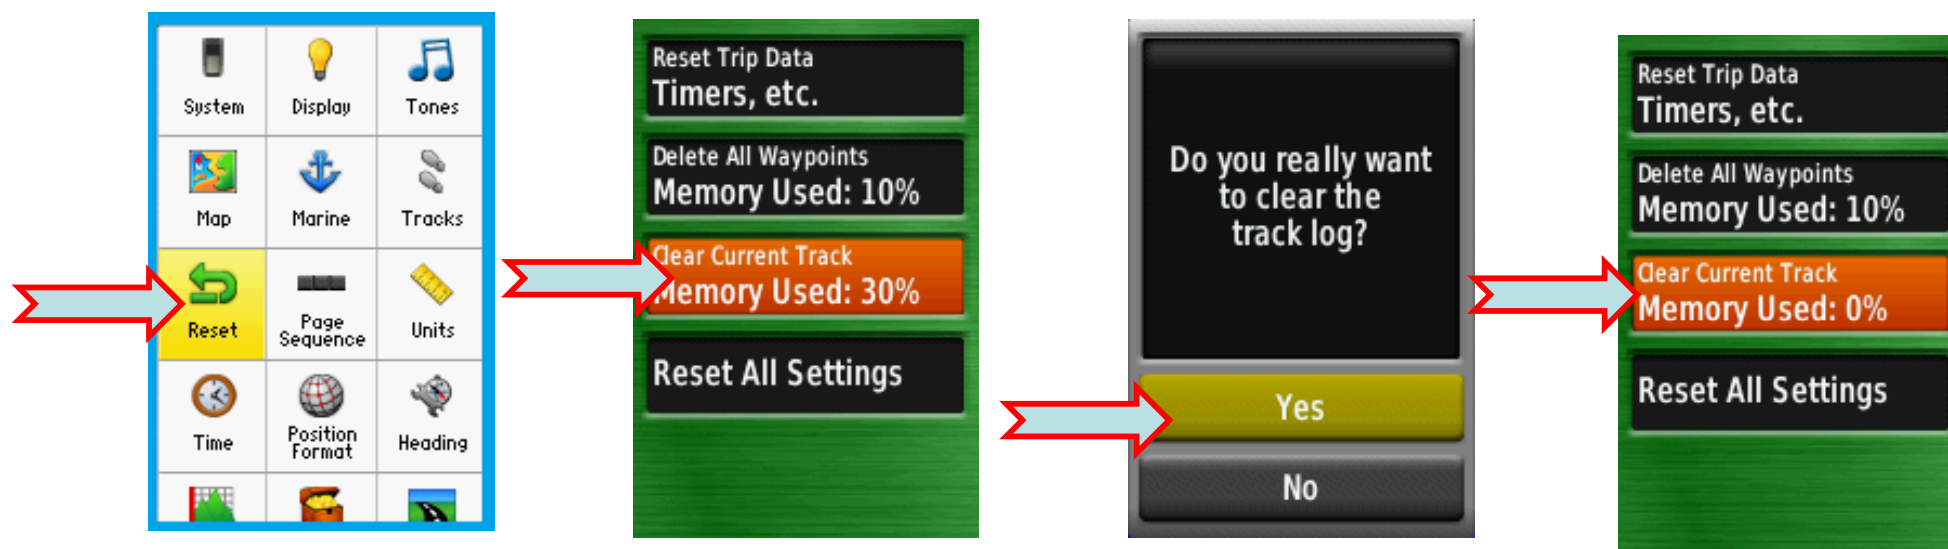 System
Display
Tones
Map
Marine
Tracks
Reset
Page
Sequence
Units
Time
Position
Format
Heading
Reset Trip Data
Timers, etc.
Delete All Waypoints
Memory Used: 10%
Clear Current Track
Memory Used: 30%
Reset All Settings
Do you really want
to clear the
track log?
Yes
No
Reset Trip Data
Timers, etc.
Delete All Waypoints
Memory Used: 10%
Clear Current Track
Memory Used: 0%
Reset All Settings